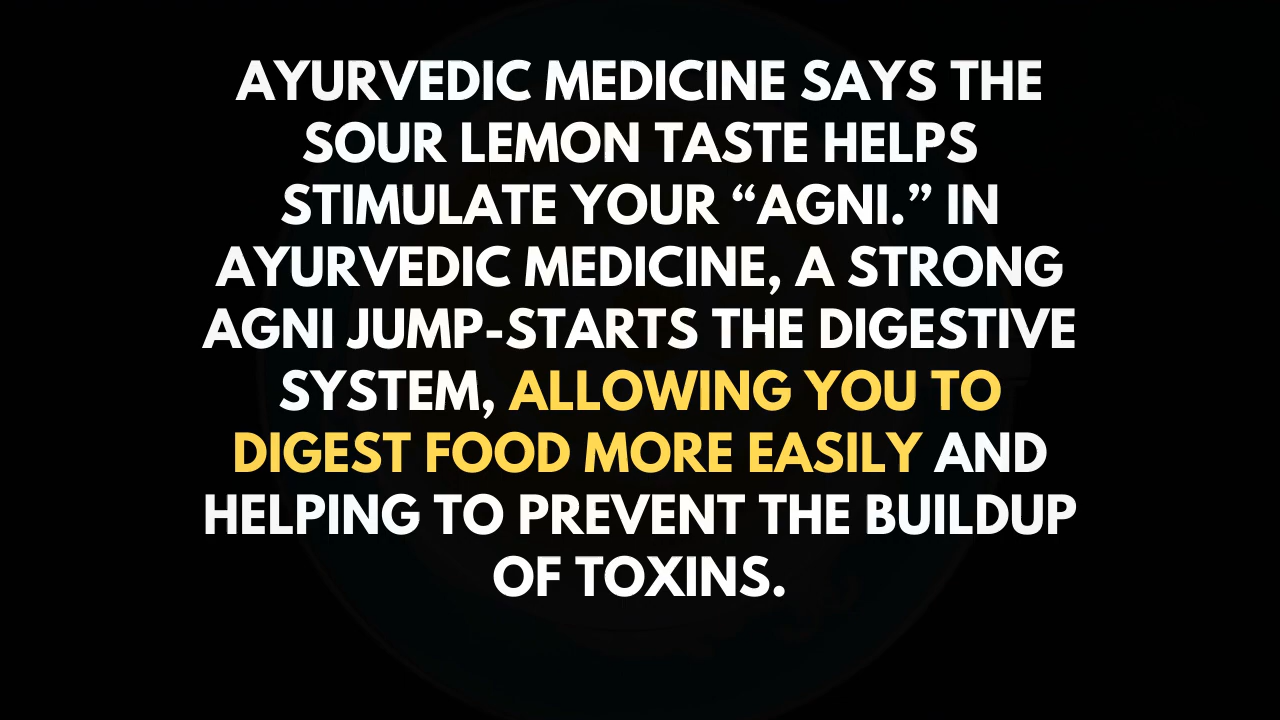 AYURVEDIC MEDICINE SAYS THE
SOUR LEMON TASTE HELPS
STIMULATE YOUR “AGNI.” IN
AYURVEDIC MEDICINE, A STRONG
AGNI JUMP-STARTS THE DIGESTIVE
SYSTEM, ALLOWING YOU TO
DIGEST FOOD MORE EASILY AND
HELPING TO PREVENT THE BUILDUP
OF TOXINS.